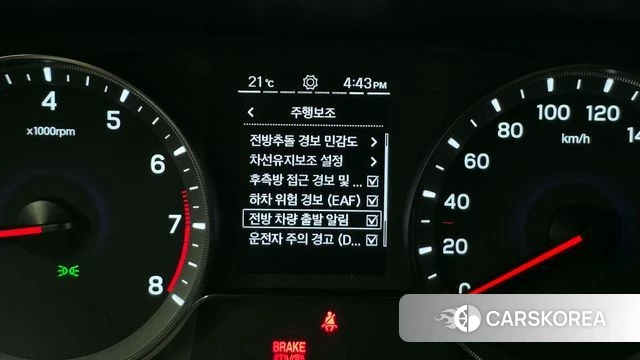 21°C 4:43PM
주행보조
전방추돌 경보 민감도
차선유지보조 설정
후측방 접근 경보 및 ...
하차 위험 경보 (EAF)
전방 차량 출발 알림
운전자 주의 경고 (D...
4
5
x1000rpm
6
7
8
100
120
80
km/h
60
40
20
BRAKE
CARSKOREA